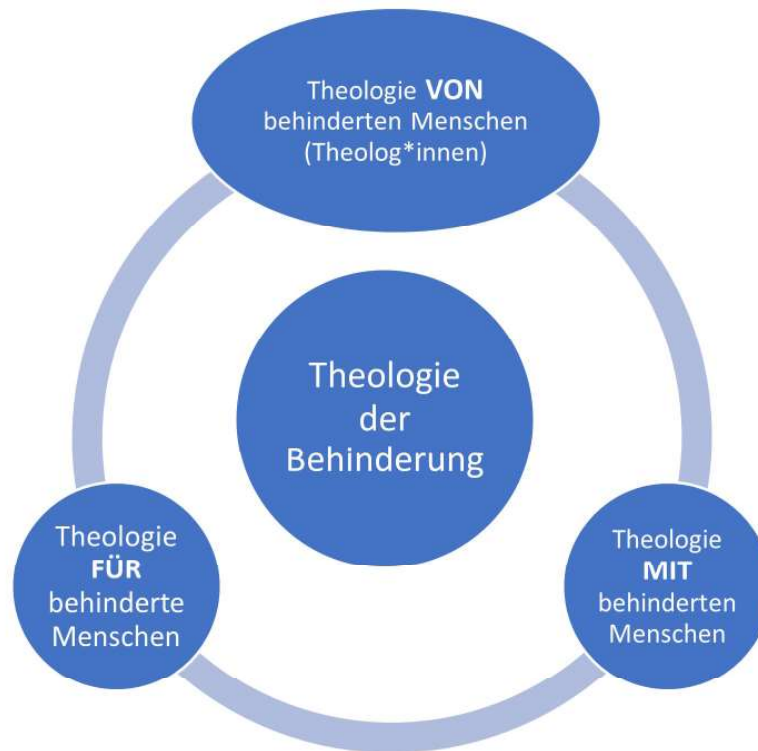 Theologie VON
behinderten Menschen
(Theolog*innen)
Theologie
der
Behinderung
Theologie
FÜR
behinderte
Menschen
Theologie
MIT
behinderten
Menschen